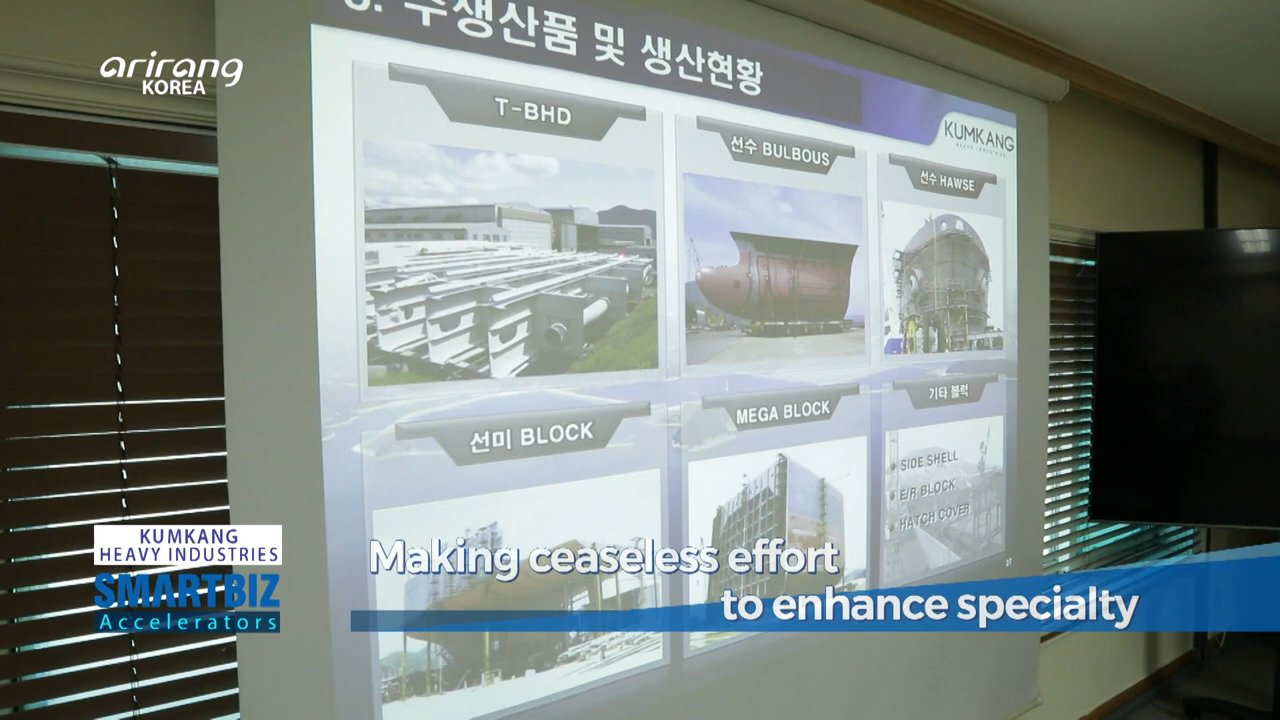 arirang
KOREA
주생산품 및 생산현황
KUMKANG
HEAVY INDUSTRIES
T-BHD
선수 BULBOUS
선수 HAWSE
선미 BLOCK
MEGA BLOCK
기타 블럭
SIDE SHELL
E/R BLOCK
HATCH COVER
07
KUMKANG
HEAVY INDUSTRIES
SMARTBIZ
Accelerators
Making ceaseless effort
to enhance specialty